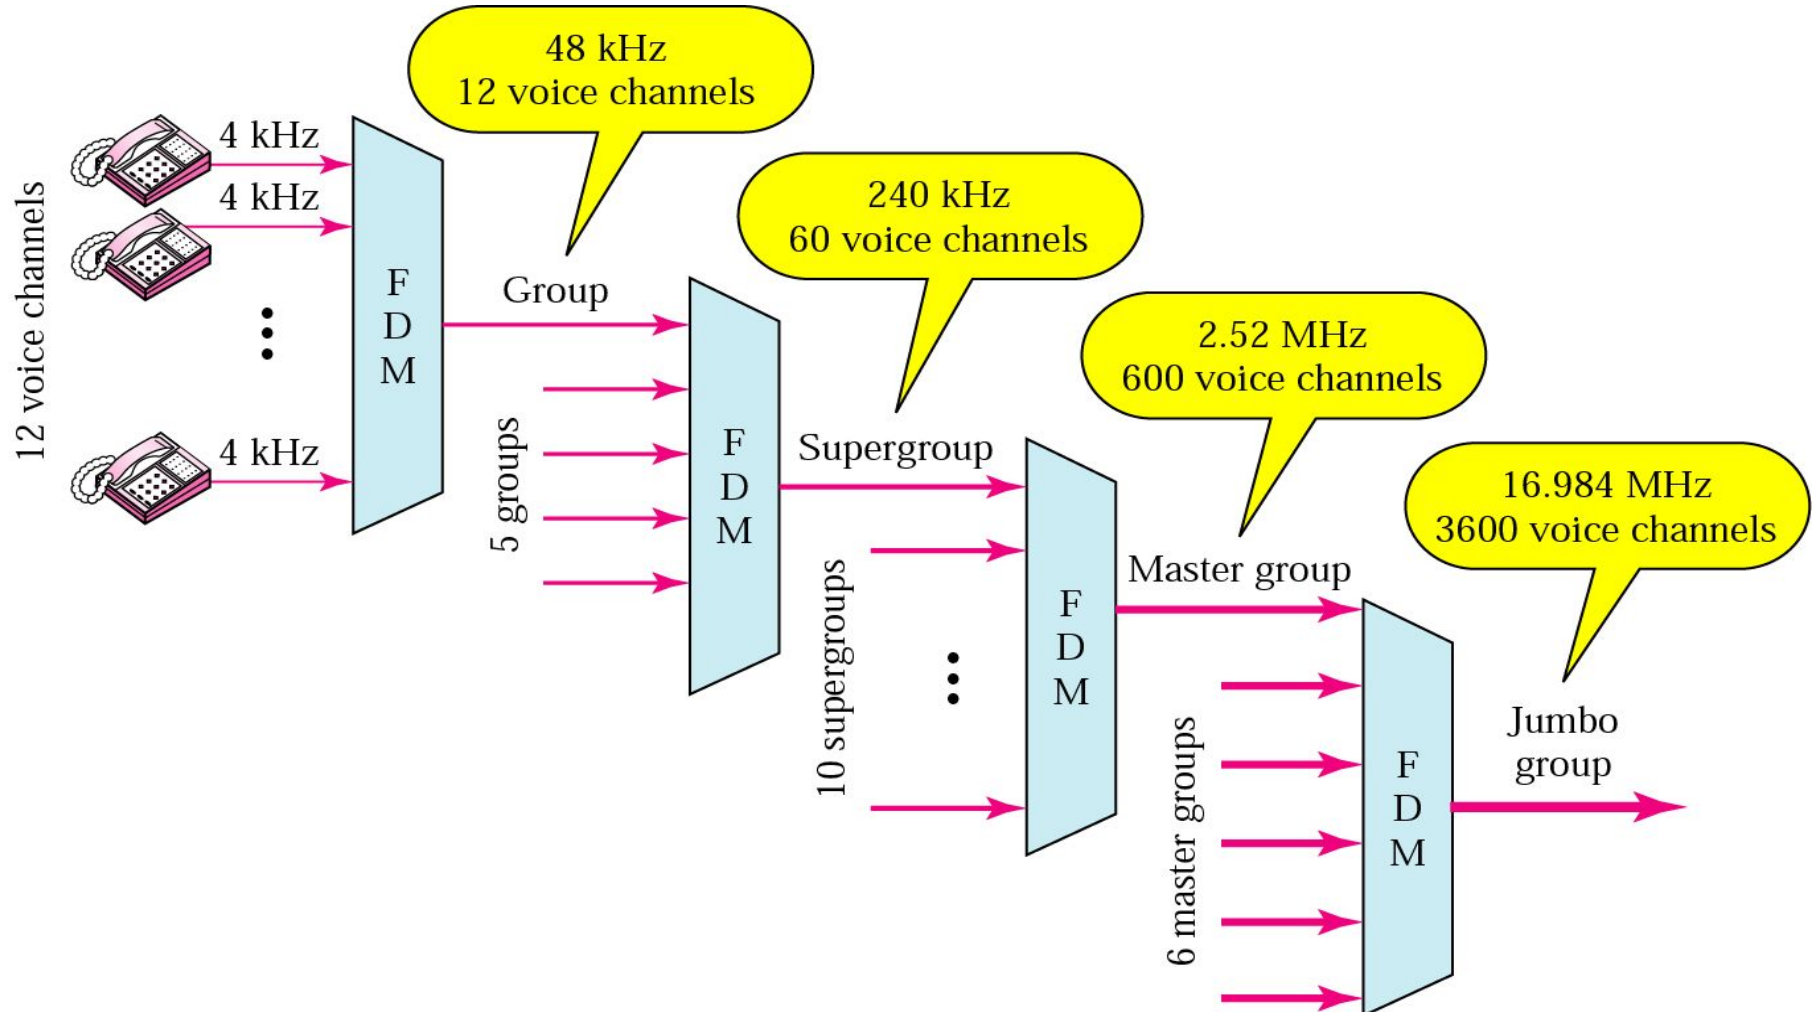 48 kHz
12 voice channels
4 kHz
4 kHz
4 kHz
12 voice channels
F
D
M
Group
240 kHz
60 voice channels
5 groups
F
D
M
Supergroup
2.52 MHz
600 voice channels
10 supergroups
F
D
M
Master group
16.984 MHz
3600 voice channels
6 master groups
F
D
M
Jumbo
group